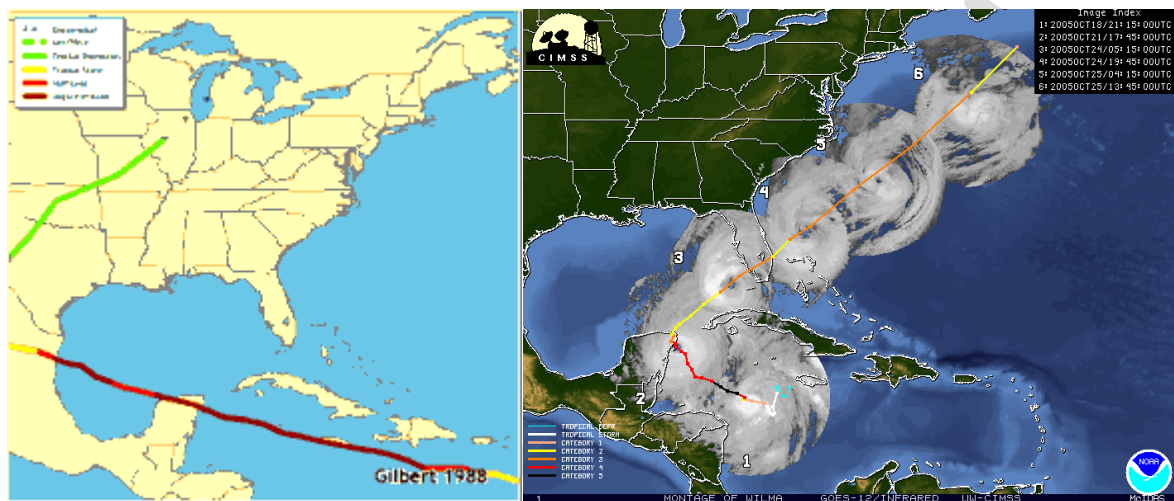 Gilbert 1988
CIMSS
Image Index
1: 2005OCT18/21:15:00UTC
2: 2005OCT21/17:45:00UTC
3: 2005OCT24/05:15:00UTC
4: 2005OCT24/19:45:00UTC
5: 2005OCT25/04:15:00UTC
6: 2005OCT25/13:45:00UTC
6
5
4
3
2
1
TROPICAL DEPR
TROPICAL STORM
CATEGORY 1
CATEGORY 2
CATEGORY 3
CATEGORY 4
CATEGORY 5
NOAA
1 MONTAGE OF WILMA GOES-12/INFRARED UW-CIMSS McIDAS